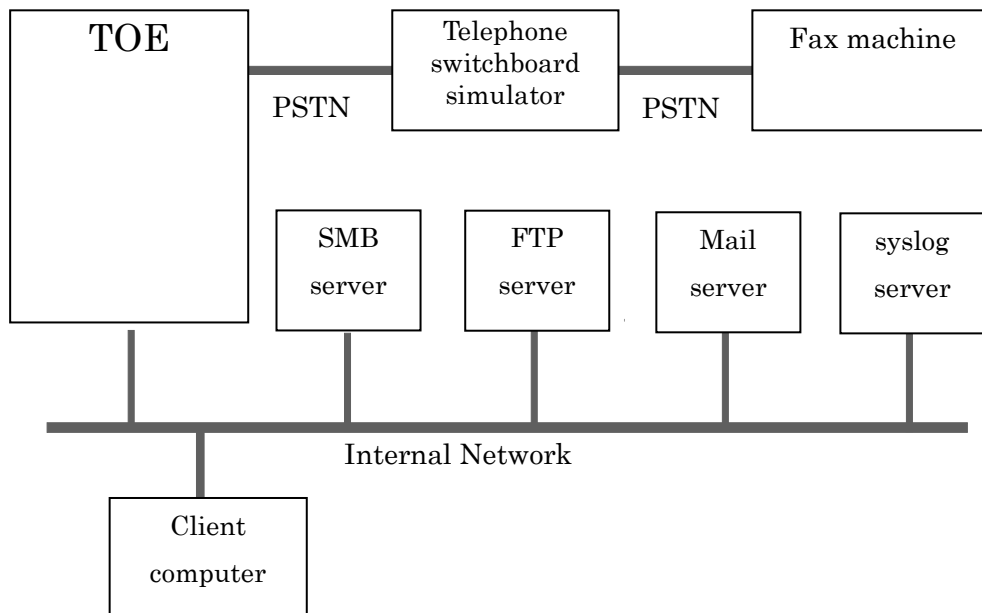 TOE
Telephone
switchboard
simulator
Fax machine
PSTN
PSTN
SMB
server
FTP
server
Mail
server
syslog
server
Internal Network
Client
computer